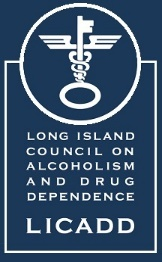 LONG ISLAND
COUNCIL ON
ALCOHOLISM
AND DRUG
DEPENDENCE
LICADD